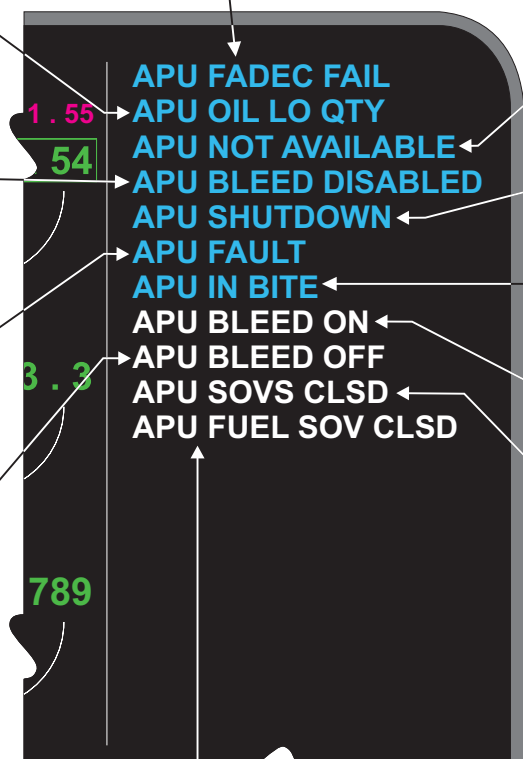 APU FADEC FAIL
1.55
APU OIL LO QTY
APU NOT AVAILABLE
54
APU BLEED DISABLED
APU SHUTDOWN
APU FAULT
APU IN BITE
APU BLEED ON
APU BLEED OFF
3.3
APU SOVS CLSD
APU FUEL SOV CLSD
789